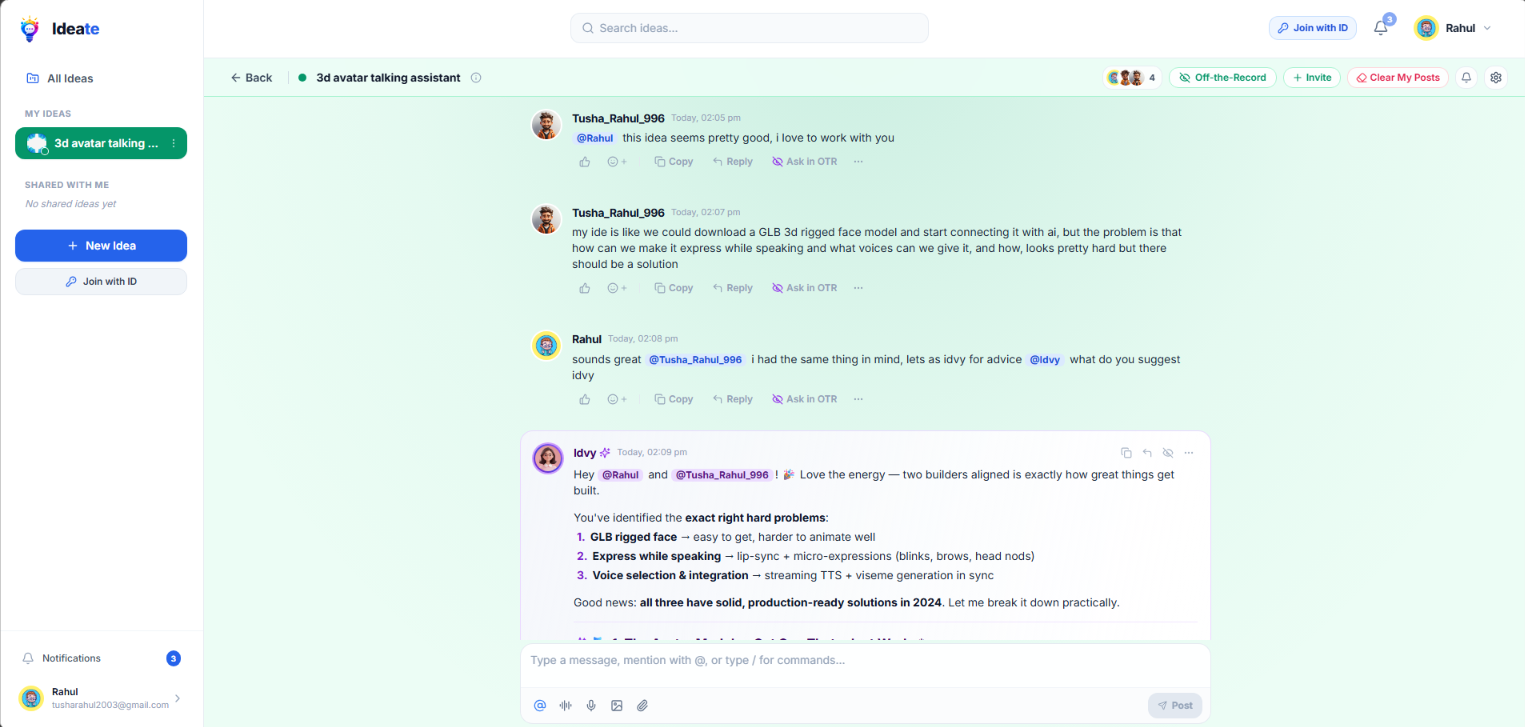 Ideate
Search ideas...
Join with ID
3
Rahul
All Ideas
MY IDEAS
3d avatar talking ...
SHARED WITH ME
No shared ideas yet
+ New Idea
Join with ID
Notifications 3
Rahul
tusharahul2003@gmail.com
← Back
3d avatar talking assistant
4
Off-the-Record
+ Invite
Clear My Posts
Tusha_Rahul_996 Today, 02:05 pm
@Rahul this idea seems pretty good, i love to work with you
Copy Reply Ask in OTR ...
Tusha_Rahul_996 Today, 02:07 pm
my ide is like we could download a GLB 3d rigged face model and start connecting it with ai, but the problem is that
how can we make it express while speaking and what voices can we give it, and how, looks pretty hard but there
should be a solution
Copy Reply Ask in OTR ...
Rahul Today, 02:08 pm
sounds great @Tusha_Rahul_996 i had the same thing in mind, lets as idvy for advice @Idvy what do you suggest
idvy
Copy Reply Ask in OTR ...
Idvy Today, 02:09 pm
Hey @Rahul and @Tusha_Rahul_996 ! 🎉 Love the energy — two builders aligned is exactly how great things get
built.
You've identified the exact right hard problems:
1. GLB rigged face → easy to get, harder to animate well
2. Express while speaking → lip-sync + micro-expressions (blinks, brows, head nods)
3. Voice selection & integration → streaming TTS + viseme generation in sync
Good news: all three have solid, production-ready solutions in 2024. Let me break it down practically.
Type a message, mention with @, or type / for commands...
@
Post